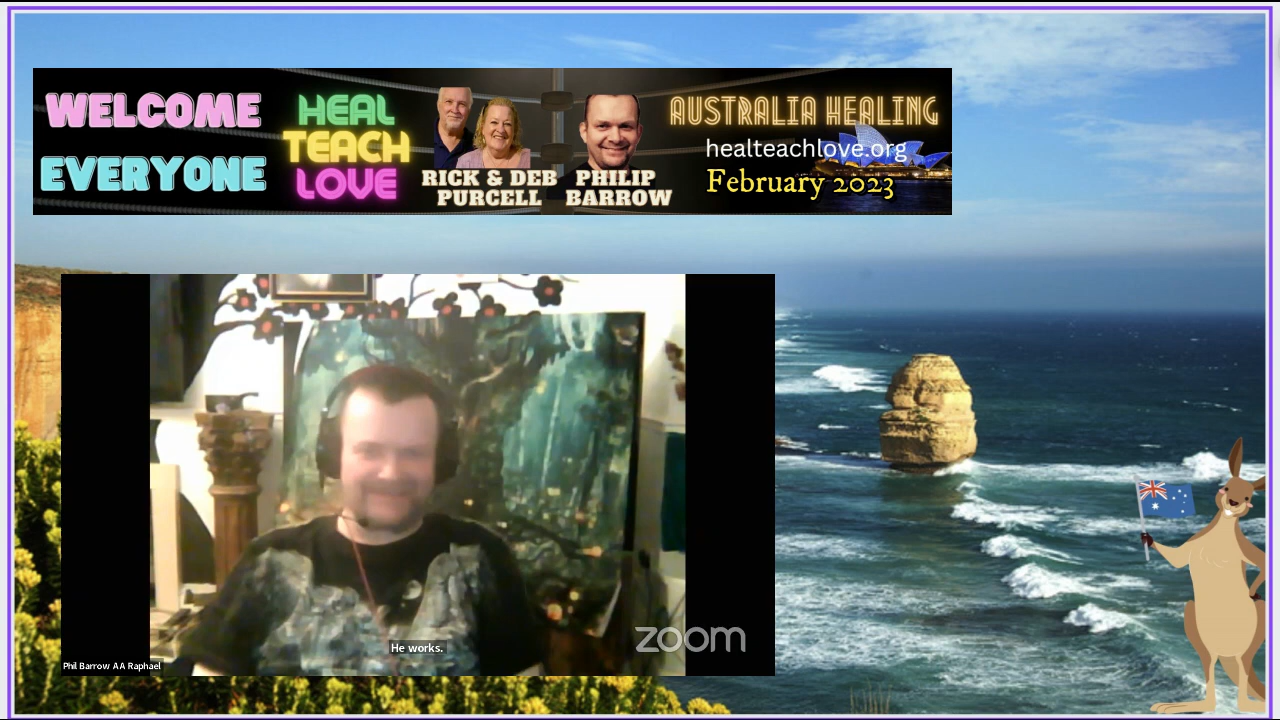 WELCOME
EVERYONE
HEAL
TEACH
LOVE
RICK & DEB
PURCELL
PHILIP
BARROW
AUSTRALIA HEALING
healteachlove.org
February 2023
He works.
zoom
Phil Barrow AA Raphael